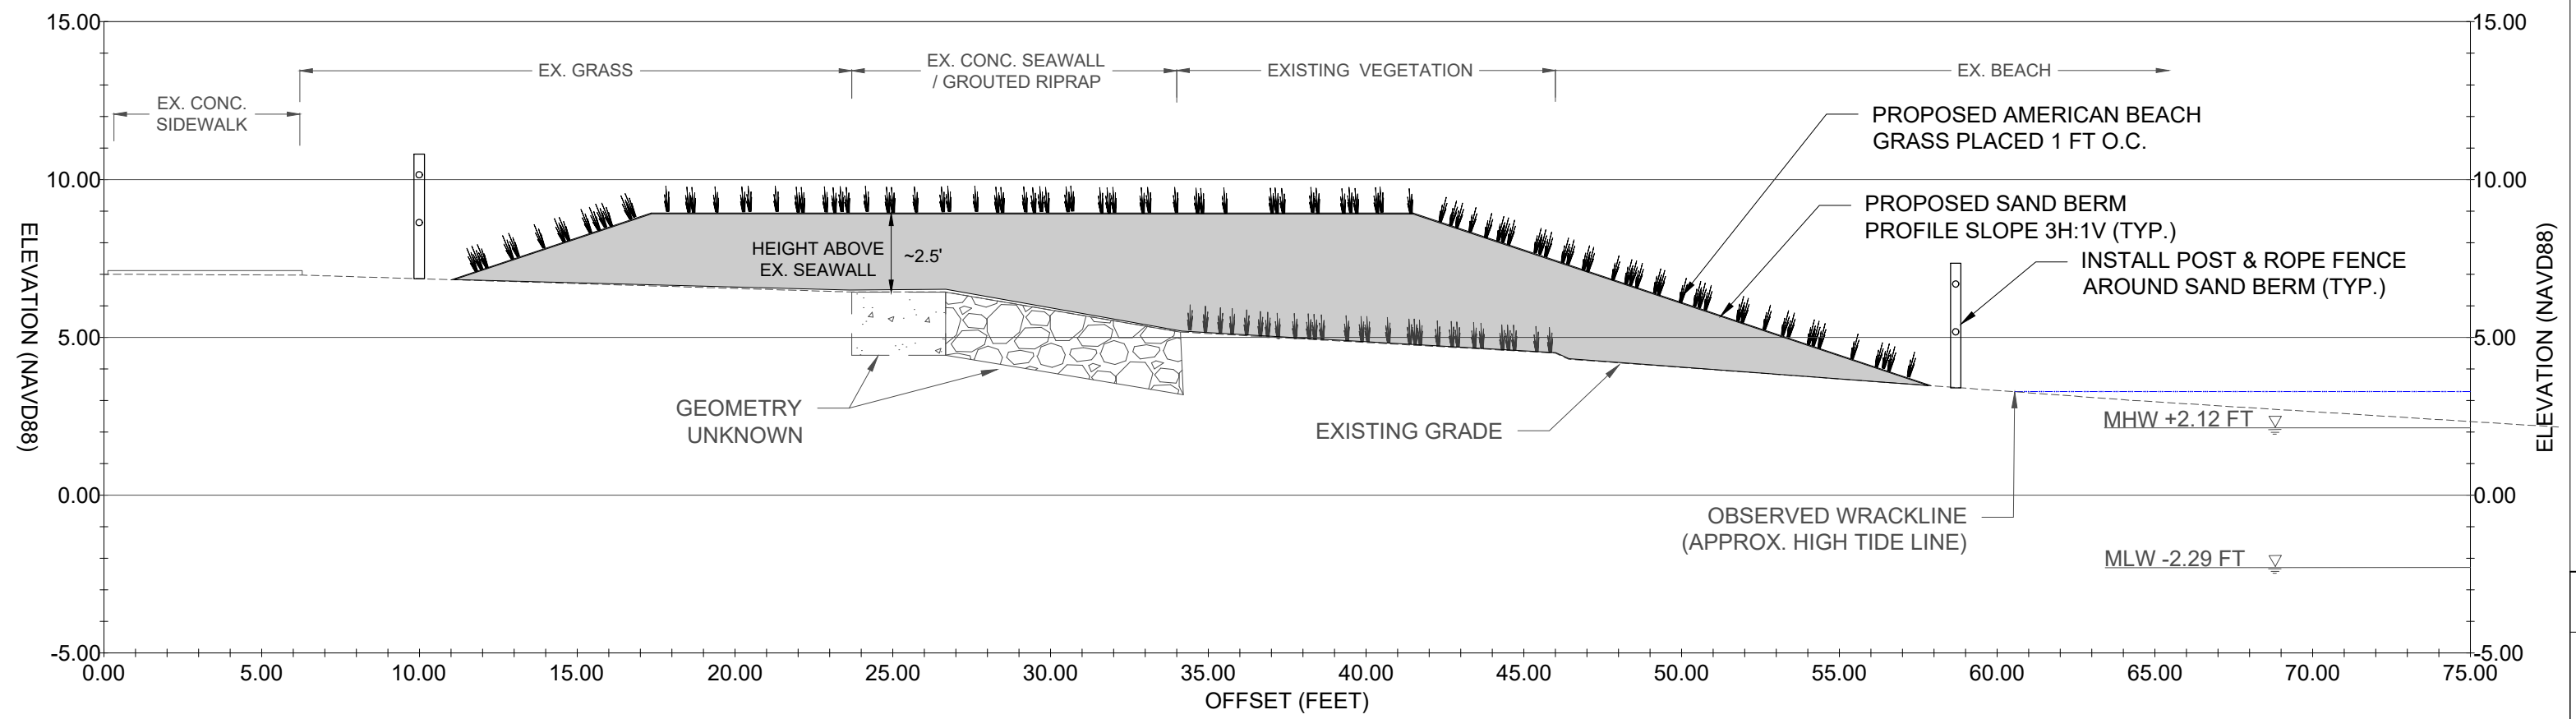 15.00
15.00
EX. GRASS
EX. CONC. SEAWALL
/ GROUTED RIPRAP
EXISTING VEGETATION
EX. BEACH
EX. CONC.
SIDEWALK
PROPOSED AMERICAN BEACH
GRASS PLACED 1 FT O.C.
10.00
10.00
PROPOSED SAND BERM
PROFILE SLOPE 3H:1V (TYP.)
HEIGHT ABOVE
EX. SEAWALL
~2.5'
INSTALL POST & ROPE FENCE
AROUND SAND BERM (TYP.)
ELEVATION (NAVD88)
ELEVATION (NAVD88)
5.00
5.00
GEOMETRY
UNKNOWN
EXISTING GRADE
MHW +2.12 FT
0.00
0.00
OBSERVED WRACKLINE
(APPROX. HIGH TIDE LINE)
MLW -2.29 FT
-5.00
-5.00
0.00 5.00 10.00 15.00 20.00 25.00 30.00 35.00 40.00 45.00 50.00 55.00 60.00 65.00 70.00 75.00
OFFSET (FEET)